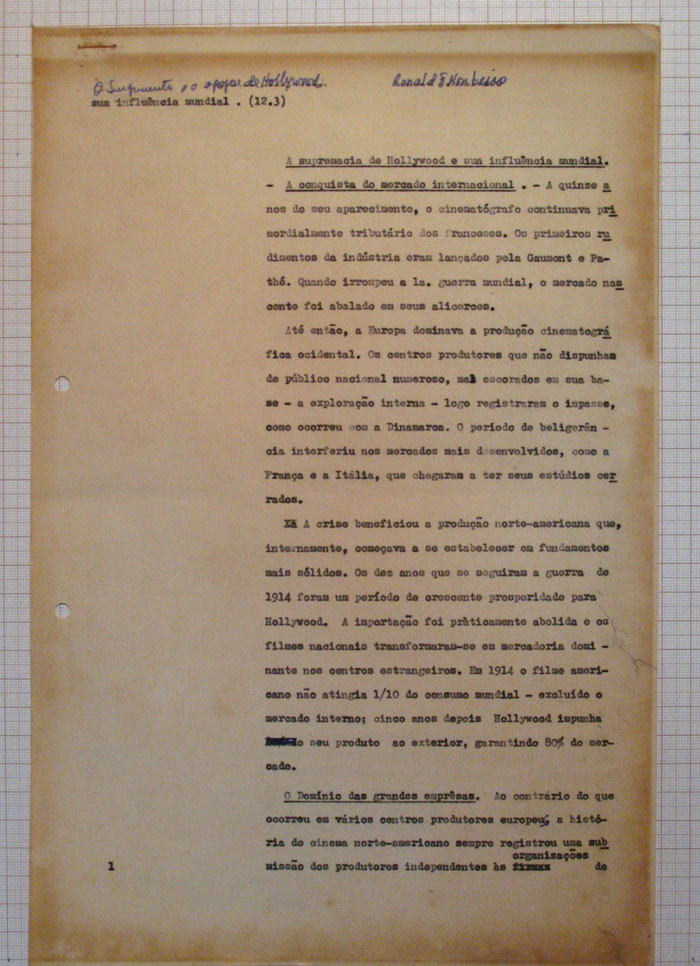 O Surgimento e o apogeu de Hollywood. Ronald F. Monteiro
sua influência mundial . (12.3)
A supremacia de Hollywood e sua influência mundial.
- A conquista do mercado internacional . - A quinze a
nos do seu aparecimento, o cinematógrafo continuava pri
mordialmente tributário dos franceses. Os primeiros ru
dimentos da indústria eram lançados pela Gaumont e Pa-
thé. Quando irrompeu a 1a. guerra mundial, o mercado nas
cente foi abalado em seus alicerces.
Até então, a Europa dominava a produção cinematográ
fica ocidental. Os centros produtores que não dispunham
de público nacional numeroso, mal escorados em sua ba-
se - a exploração interna - logo registraram o impasse,
como ocorreu com a Dinamarca. O período de beligerên -
cia interferiu nos mercados mais desenvolvidos, como a
França e a Itália, que chegaram a ter seus estúdios cer
rados.
A crise beneficiou a produção norte-americana que,
internamente, começava a se estabelecer em fundamentos
mais sólidos. Os dez anos que se seguiram a guerra de
1914 foram um período de crescente prosperidade para
Hollywood. A importação foi pràticamente abolida e os
filmes nacionais transformaram-se em mercadoria domi -
nante nos centros estrangeiros. Em 1914 o filme ameri-
cano não atingia 1/10 do consumo mundial - excluído o
mercado interno; cinco anos depois Hollywood impunha
o seu produto ao exterior, garantindo 80% do mer-
cado.
O Domínio das grandes emprêsas. Ao contrário do que
ocorreu em vários centros produtores europeus, a histó-
ria do cinema norte-americano sempre registrou uma sub
organizações
1 missão dos produtores independentes às firmas de